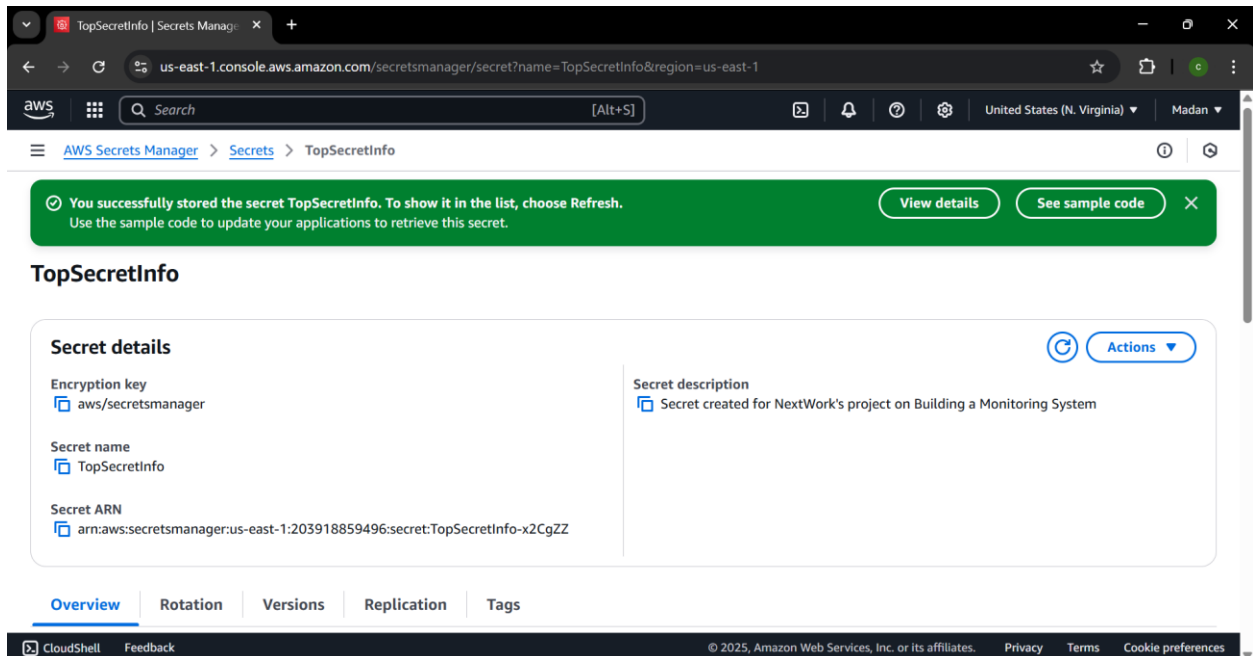 TopSecretInfo | Secrets Manage
us-east-1.console.aws.amazon.com/secretsmanager/secret?name=TopSecretInfo&region=us-east-1
c
aws
Search [Alt+S]
United States (N. Virginia)
Madan
AWS Secrets Manager > Secrets > TopSecretInfo
You successfully stored the secret TopSecretInfo. To show it in the list, choose Refresh.
Use the sample code to update your applications to retrieve this secret.
View details
See sample code
TopSecretInfo
Secret details
Actions
Encryption key
aws/secretsmanager
Secret description
Secret created for NextWork's project on Building a Monitoring System
Secret name
TopSecretInfo
Secret ARN
arn:aws:secretsmanager:us-east-1:203918859496:secret:TopSecretInfo-x2CgZZ
Overview Rotation Versions Replication Tags
CloudShell Feedback © 2025, Amazon Web Services, Inc. or its affiliates. Privacy Terms Cookie preferences